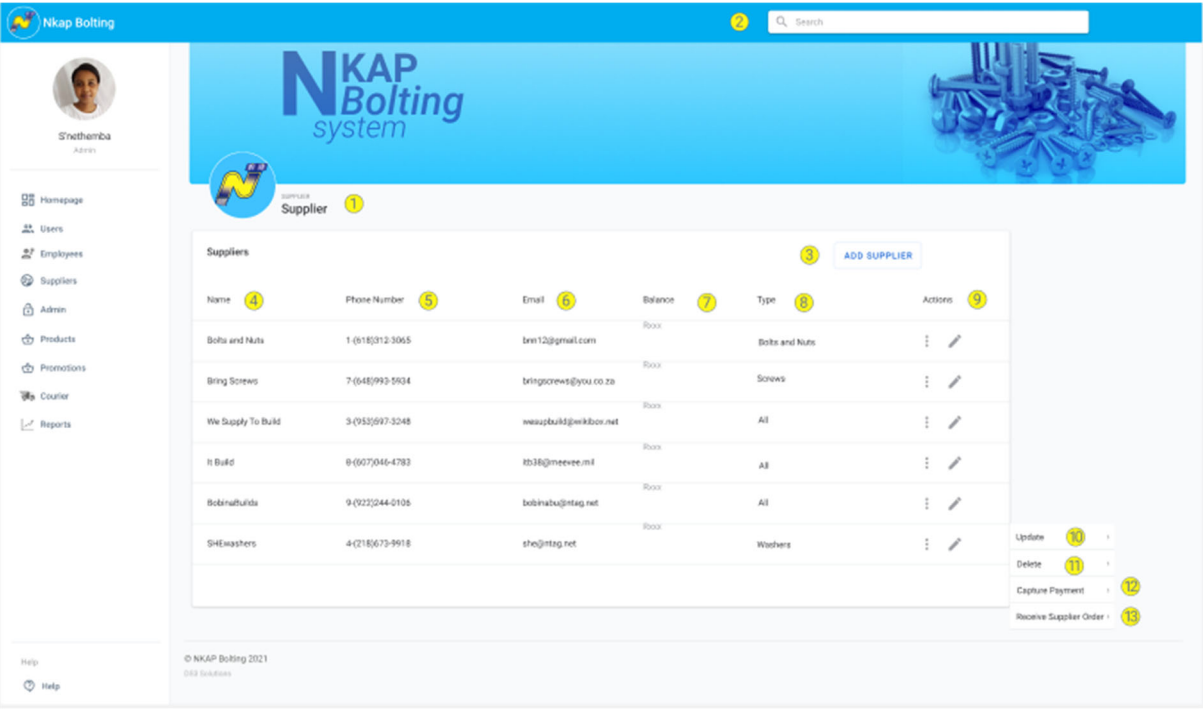 Nkap Bolting
2
Search
NKAP
Bolting
system
S'nethemba
Admin
SUPPLIER
Supplier 1
Homepage
Users
Employees
Suppliers
Admin
Products
Promotions
Courier
Reports
Suppliers 3 ADD SUPPLIER
Name 4 Phone Number 5 Email 6 Balance 7 Type 8 Actions 9
Bolts and Nuts 1-(618)312-3065 bnn12@gmail.com Rxxx Bolts and Nuts
Bring Screws 7-(648)993-5934 bringscrews@you.co.za Rxxx Screws
We Supply To Build 3-(953)697-3248 wesupbuild@wikibox.net Rxxx All
It Build 8-(607)046-4783 itb38@meevee.mil Rxxx All
BobinaBuilds 9-(922)244-0106 bobinabu@ntag.net Rxxx All
SHEwashers 4-(218)673-9918 she@ntag.net Rxxx Washers
Update 10
Delete 11
Capture Payment 12
Receive Supplier Order 13
Help
Help
© NKAP Bolting 2021
Solutions